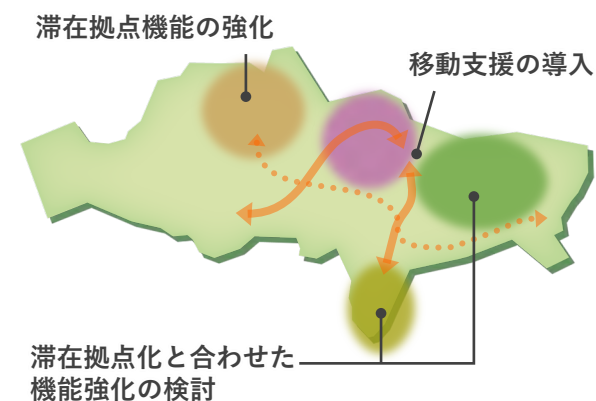 滞在拠点機能の強化
移動支援の導入
滞在拠点化と合わせた
機能強化の検討